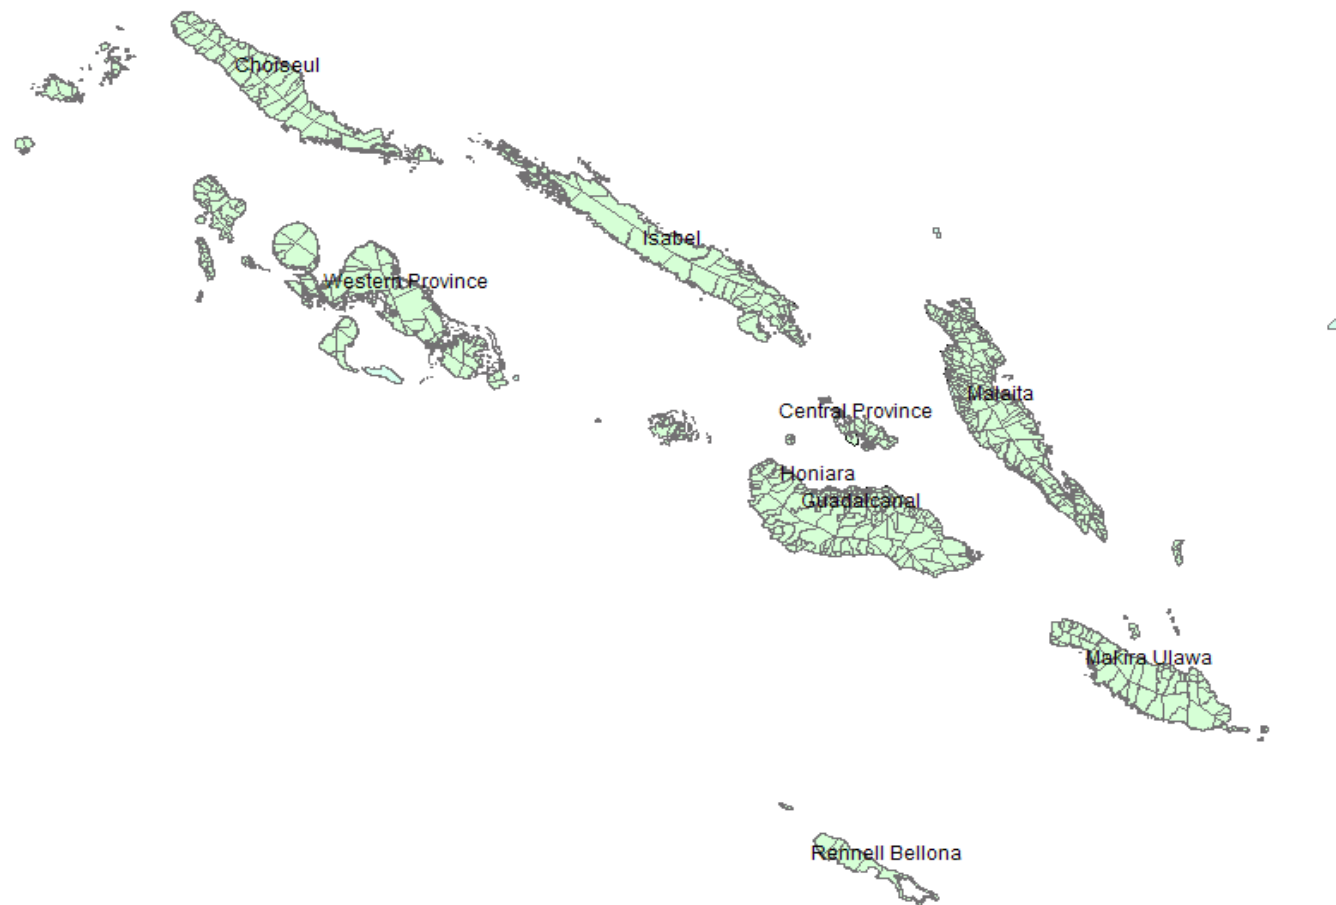 Choiseul
Isabel
Western Province
Malaita
Central Province
Honiara
Guadalcanal
Makira Ulawa
Rennell Bellona